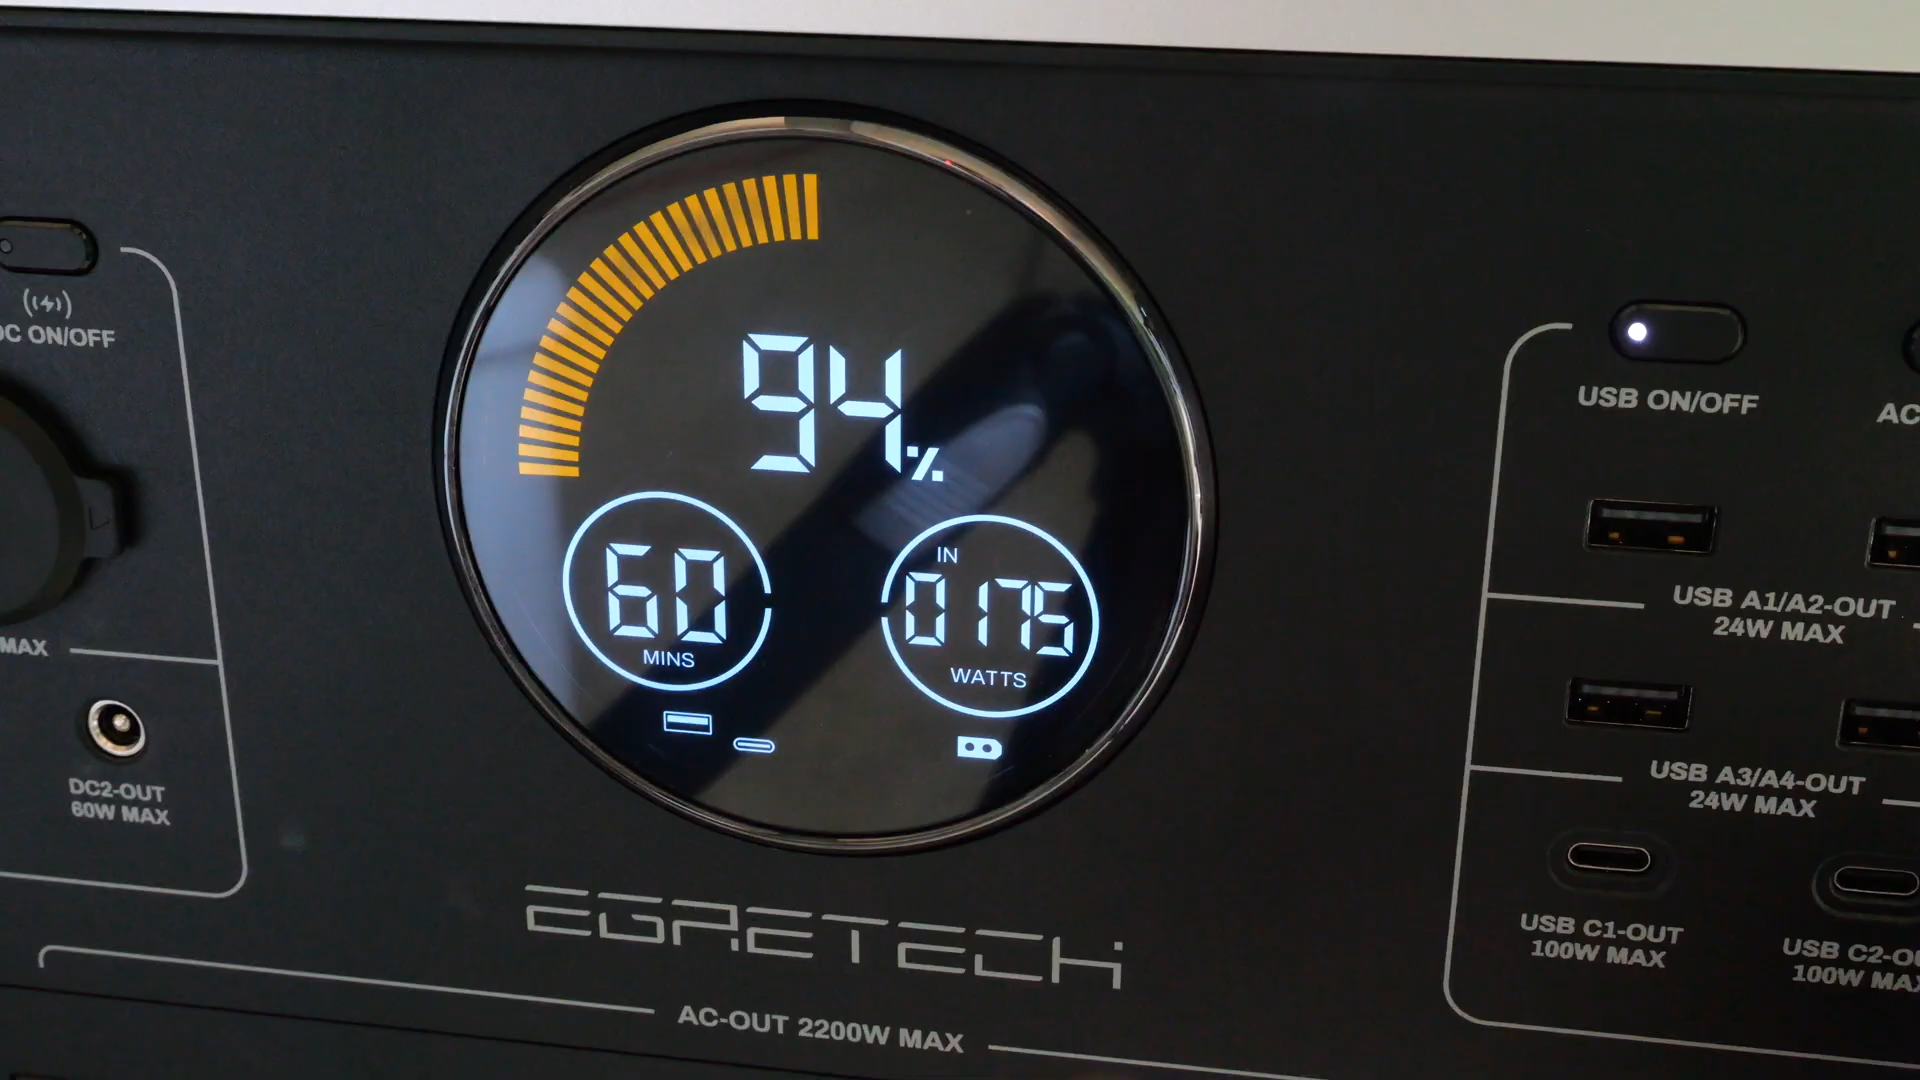 DC ON/OFF
MAX
DC2-OUT
60W MAX
94%
60
MINS
IN
0175
WATTS
EGRETECH
AC-OUT 2200W MAX
USB ON/OFF
AC
USB A1/A2-OUT
24W MAX
USB A3/A4-OUT
24W MAX
USB C1-OUT
100W MAX
USB C2-OU
100W MAX